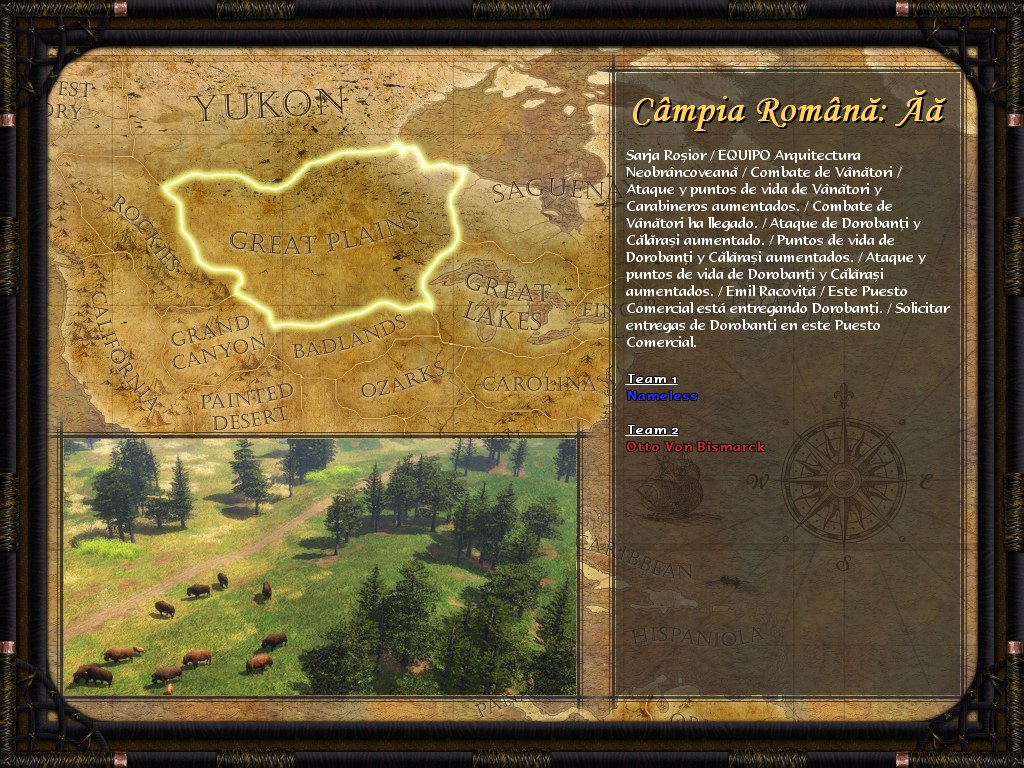 EST
ORY
YUKON
SAGUENA
ROCKIES
GREAT PLAINS
GREAT
LAKES
CALIFORNIA
GRAND
CANYON
BADLANDS
PAINTED
DESERT
OZARKS
CAROLINA
Câmpia Română: Ăă
Sarja Roșior / EQUIPO Arquitectura
Neobrâncoveană / Combate de Vânători /
Ataque y puntos de vida de Vânători y
Carabineros aumentados. / Combate de
Vânători ha llegado. / Ataque de Dorobanți y
Călărași aumentado. / Puntos de vida de
Dorobanți y Călărași aumentados. / Ataque y
puntos de vida de Dorobanți y Călărași
aumentados. / Emil Racoviță / Este Puesto
Comercial está entregando Dorobanți. / Solicitar
entregas de Dorobanți en este Puesto
Comercial.
Team 1
Nameless
Team 2
Otto Von Bismarck
W
E
S
CARIBBEAN
HISPANIOLA